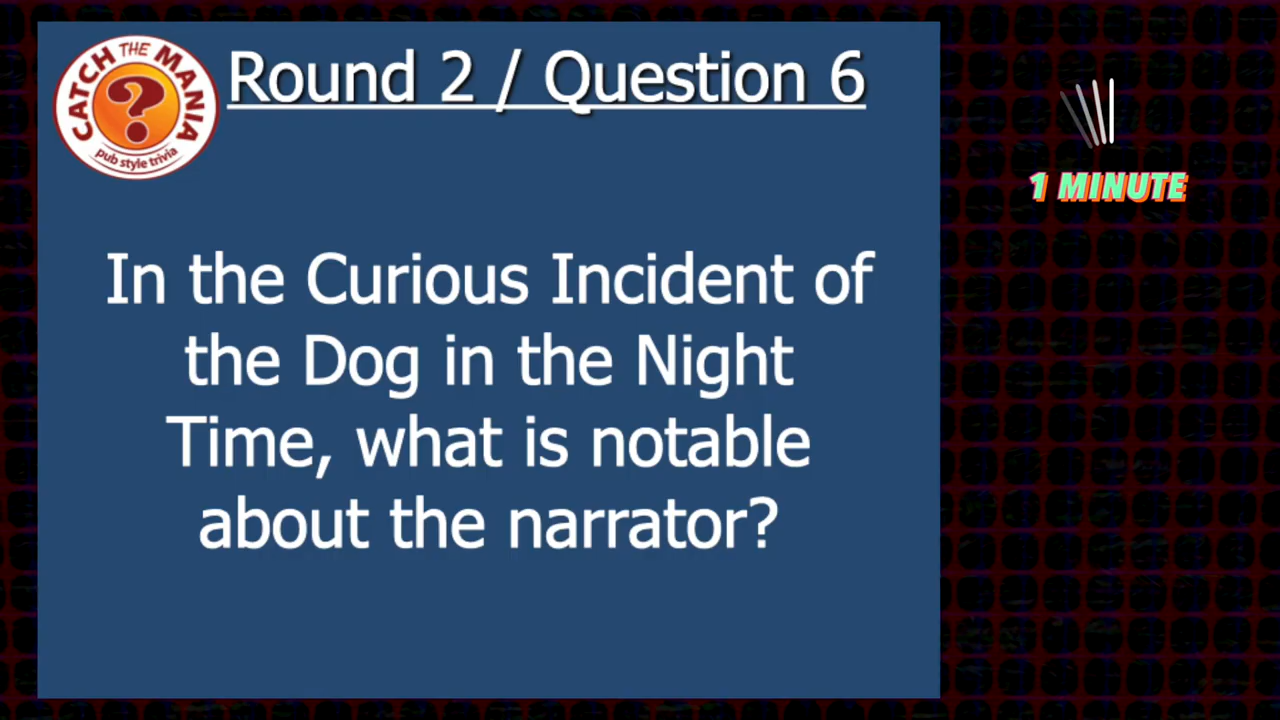 CATCH THE MANIA
?
pub style trivia
Round 2 / Question 6
1 MINUTE
In the Curious Incident of
the Dog in the Night
Time, what is notable
about the narrator?